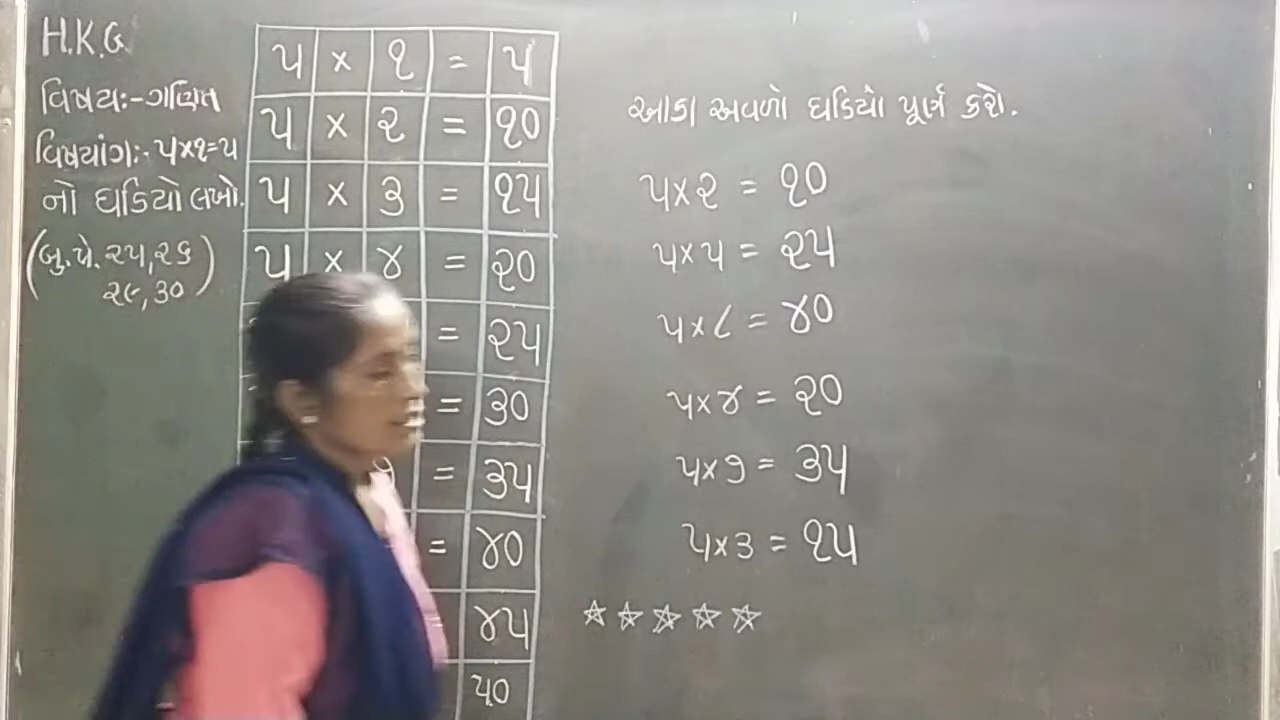 H.K.G.
વિષયઃ-ગણિત
વિષયાંગઃ- ૫×૧=૫
નો ઘડિયો લખો.
(બુ.પે. ૨૫,૨૬
૨૯,૩૦)
૫ × ૧ = ૫
૫ × ૨ = ૧૦
૫ × ૩ = ૧૫
૫ × ૪ = ૨૦
= ૨૫
= ૩૦
૭ = ૩૫
= ૪૦
= ૪૫
૫૦
આડા અવળો ઘડિયો પૂર્ણ કરો.
૫×૨ = ૧૦
૫×૫ = ૨૫
૫×૮ = ૪૦
૫×૪ = ૨૦
૫×૭ = ૩૫
૫×૩ = ૧૫